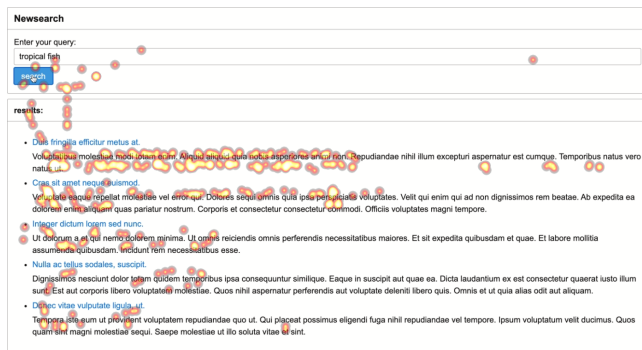 Newsearch
Enter your query:
tropical fish
search
results:
Duis fringilla efficitur metus at.
Voluptatibus molestiae modi totam enim. Aliquid aliquid quia nobis asperiores animi non. Repudiandae nihil illum excepturi aspernatur est cumque. Temporibus natus vero
natus ut.
Cras sit amet neque euismod.
Voluptate eaque repellat molestiae vel error qui. Dolores sequi omnis quia ipsa perspiciatis voluptates. Velit qui enim qui ad non dignissimos rem beatae. Ab expedita ea
dolorem enim aliquam quas pariatur nostrum. Corporis et consectetur consectetur commodi. Officiis voluptates magni tempore.
Integer dictum lorem sed nunc.
Ut dolorum a et qui nemo dolorem minima. Ut omnis reiciendis omnis perferendis necessitatibus maiores. Et sit expedita quibusdam ut quae. Et labore mollitia
assumenda quibusdam. Incidunt rem necessitatibus esse.
Nulla ac tellus sodales, suscipit.
Dignissimos nesciunt dolor totam quidem temporibus ipsa consequuntur similique. Eaque in suscipit aut quae ea. Dicta laudantium ex est consectetur quaerat iusto illum
sunt. Est aut corporis libero voluptatem molestiae. Quos nihil aspernatur perferendis aut voluptate deleniti libero quis. Omnis et ut quia alias odit aut aliquam.
Donec vitae vulputate ligula, ut.
Tempora iste eum ut provident voluptatem repudiandae quo ut. Qui placeat possimus eligendi fuga nihil repudiandae vel tempore. Ipsum voluptatum velit ducimus. Quos
quam sint magni molestiae sequi. Saepe molestiae ut illo soluta vitae et sint.